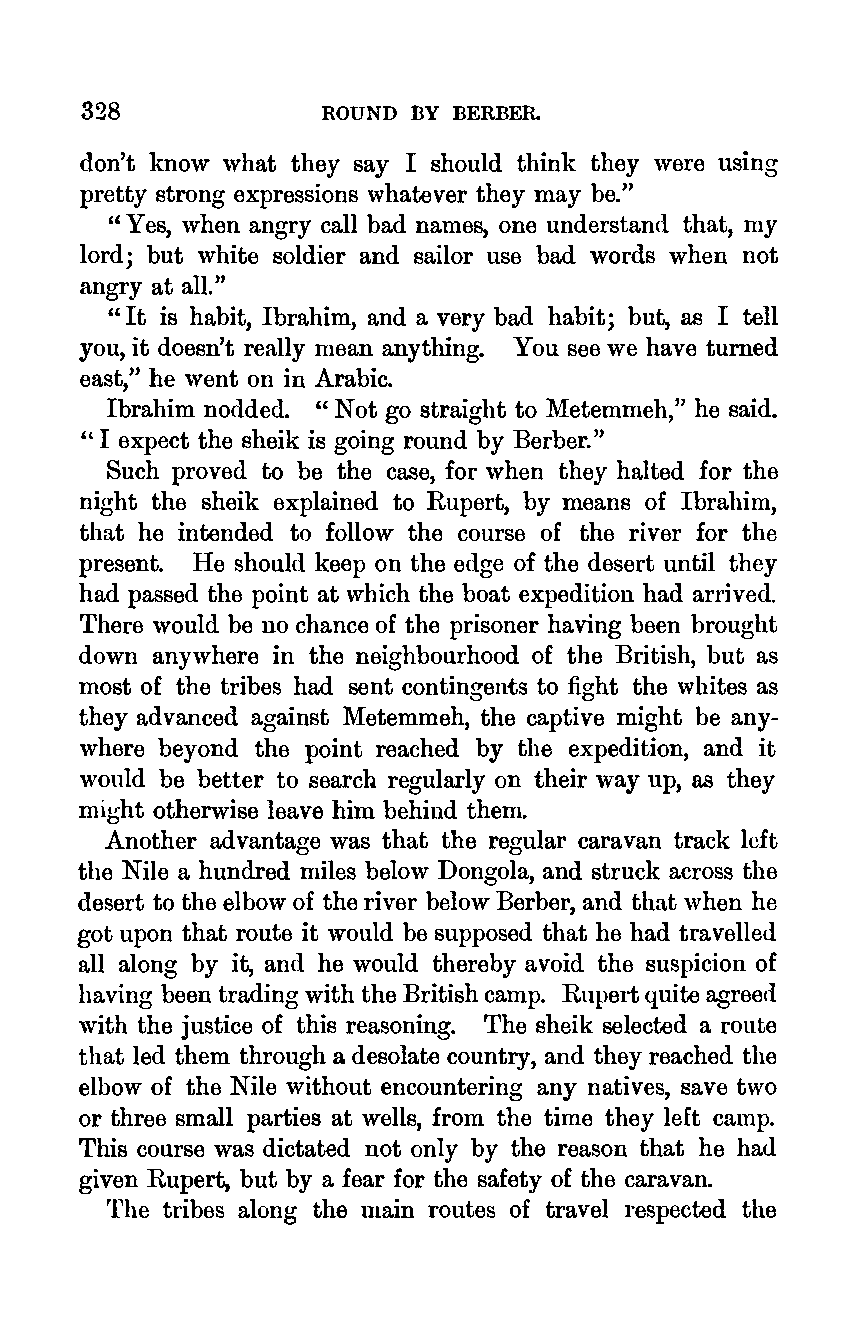 328 ROUND BY BERBER.
don't know what they say I should think they were using
pretty strong expressions whatever they may be."
"Yes, when angry call bad names, one understand that, my
lord; but white soldier and sailor use bad words when not
angry at all."
"It is habit, Ibrahim, and a very bad habit; but, as I tell
you, it doesn't really mean anything. You see we have turned
east," he went on in Arabic.
Ibrahim nodded. "Not go straight to Metemmeh," he said.
"I expect the sheik is going round by Berber."
Such proved to be the case, for when they halted for the
night the sheik explained to Rupert, by means of Ibrahim,
that he intended to follow the course of the river for the
present. He should keep on the edge of the desert until they
had passed the point at which the boat expedition had arrived.
There would be no chance of the prisoner having been brought
down anywhere in the neighbourhood of the British, but as
most of the tribes had sent contingents to fight the whites as
they advanced against Metemmeh, the captive might be any-
where beyond the point reached by the expedition, and it
would be better to search regularly on their way up, as they
might otherwise leave him behind them.
Another advantage was that the regular caravan track left
the Nile a hundred miles below Dongola, and struck across the
desert to the elbow of the river below Berber, and that when he
got upon that route it would be supposed that he had travelled
all along by it, and he would thereby avoid the suspicion of
having been trading with the British camp. Rupert quite agreed
with the justice of this reasoning. The sheik selected a route
that led them through a desolate country, and they reached the
elbow of the Nile without encountering any natives, save two
or three small parties at wells, from the time they left camp.
This course was dictated not only by the reason that he had
given Rupert, but by a fear for the safety of the caravan.
The tribes along the main routes of travel respected the